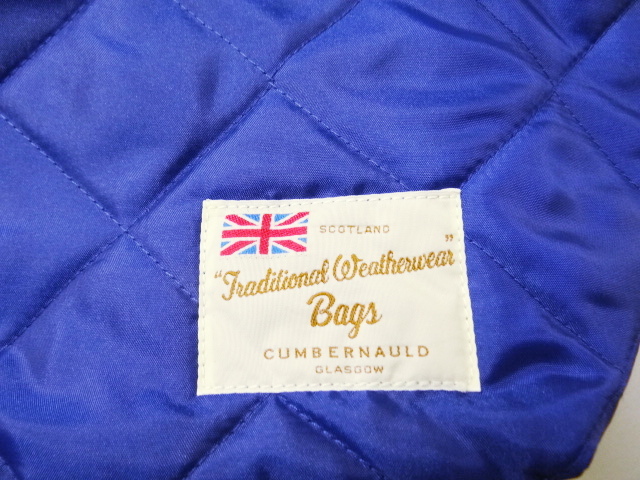 SCOTLAND
"Traditional Weatherwear"
Bags
CUMBERNAULD
GLASGOW